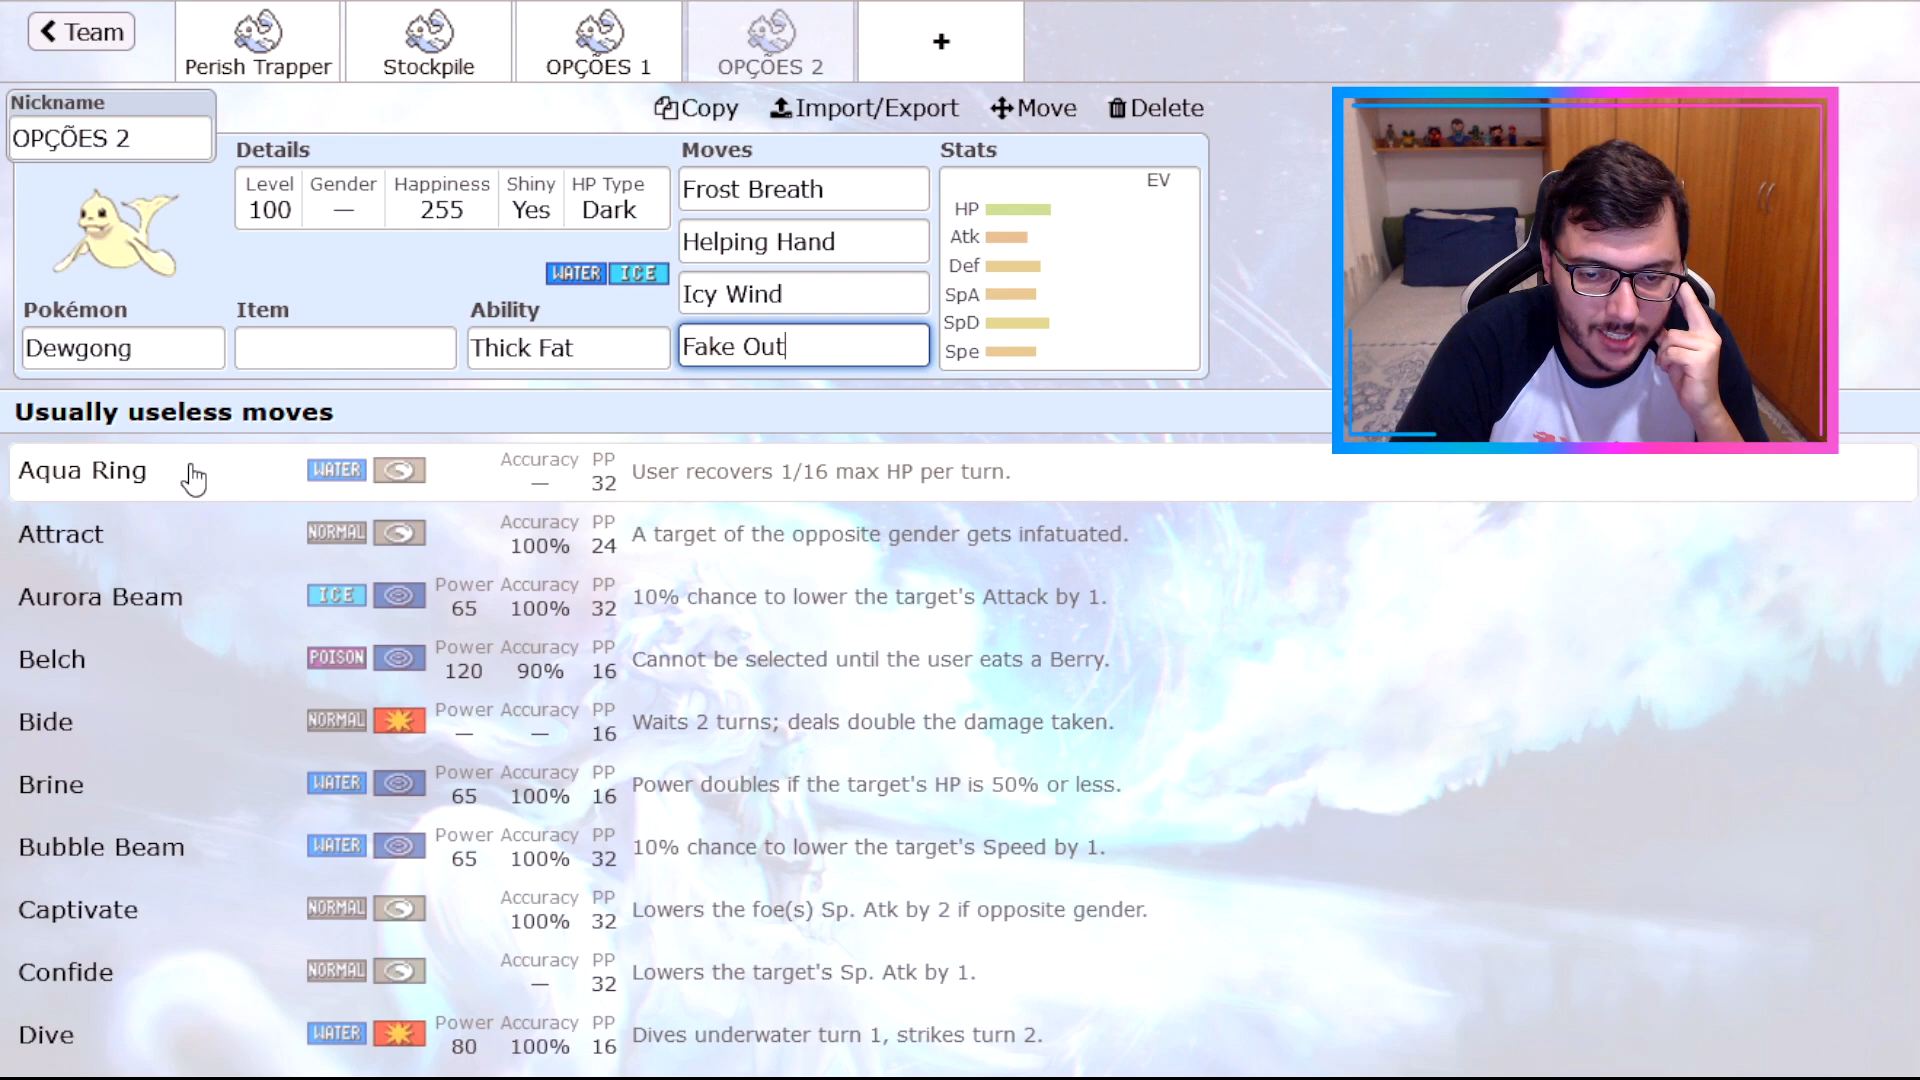 Team
Perish Trapper
Stockpile
OPÇÕES 1
OPÇÕES 2
+
Nickname
OPÇÕES 2
Copy
Import/Export
Move
Delete
Details
Level
100
Gender
—
Happiness
255
Shiny
Yes
HP Type
Dark
WATER ICE
Pokémon
Dewgong
Item
Ability
Thick Fat
Moves
Frost Breath
Helping Hand
Icy Wind
Fake Out
Stats
EV
HP
Atk
Def
SpA
SpD
Spe
Usually useless moves
Aqua Ring WATER Accuracy — PP 32 User recovers 1/16 max HP per turn.
Attract NORMAL Accuracy 100% PP 24 A target of the opposite gender gets infatuated.
Aurora Beam ICE Power 65 Accuracy 100% PP 32 10% chance to lower the target's Attack by 1.
Belch POISON Power 120 Accuracy 90% PP 16 Cannot be selected until the user eats a Berry.
Bide NORMAL Power — Accuracy — PP 16 Waits 2 turns; deals double the damage taken.
Brine WATER Power 65 Accuracy 100% PP 16 Power doubles if the target's HP is 50% or less.
Bubble Beam WATER Power 65 Accuracy 100% PP 32 10% chance to lower the target's Speed by 1.
Captivate NORMAL Accuracy 100% PP 32 Lowers the foe(s) Sp. Atk by 2 if opposite gender.
Confide NORMAL Accuracy — PP 32 Lowers the target's Sp. Atk by 1.
Dive WATER Power 80 Accuracy 100% PP 16 Dives underwater turn 1, strikes turn 2.